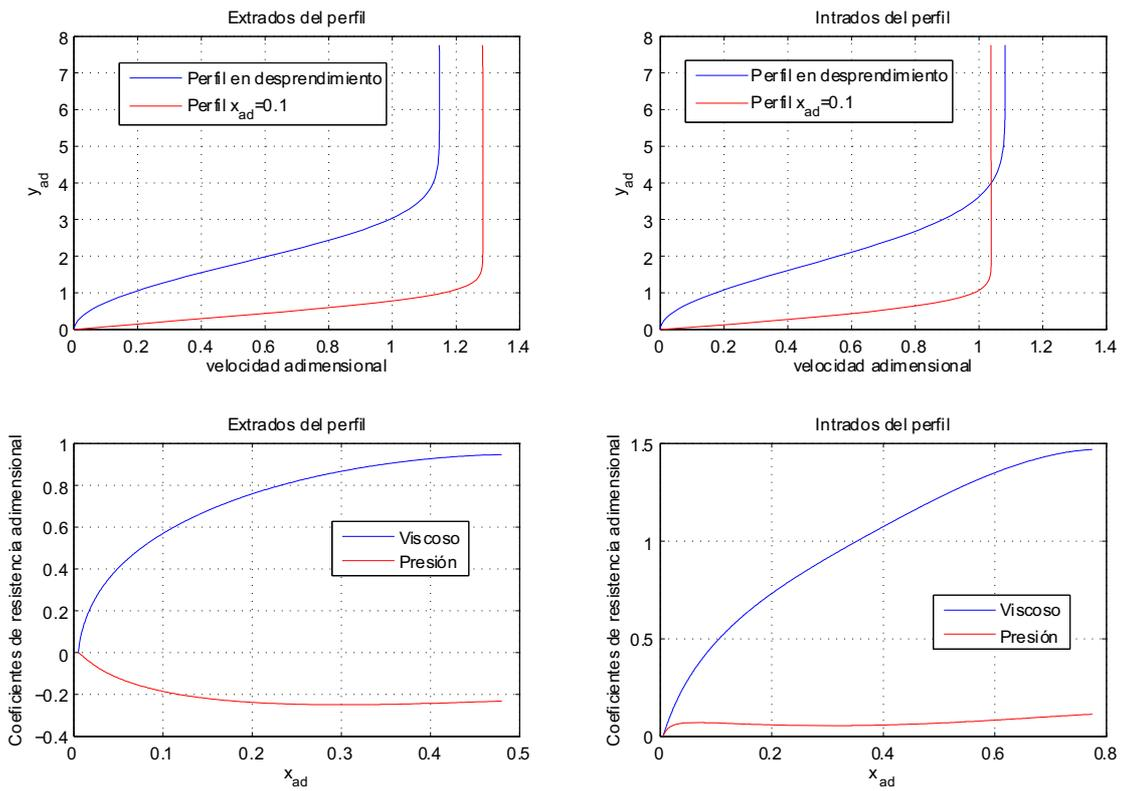 Extrados del perfil
8
7
6
5
4
3
2
1
0
y_ad
Perfil en desprendimiento
Perfil x_ad=0.1
0 0.2 0.4 0.6 0.8 1 1.2 1.4
velocidad adimensional
Intrados del perfil
8
7
6
5
4
3
2
1
0
y_ad
Perfil en desprendimiento
Perfil x_ad=0.1
0 0.2 0.4 0.6 0.8 1 1.2 1.4
velocidad adimensional
Extrados del perfil
1
0.8
0.6
0.4
0.2
0
−0.2
−0.4
Coeficientes de resistencia adimensional
Viscoso
Presión
0 0.1 0.2 0.3 0.4 0.5
x_ad
Intrados del perfil
1.5
1
0.5
0
Coeficientes de resistencia adimensional
Viscoso
Presión
0 0.2 0.4 0.6 0.8
x_ad